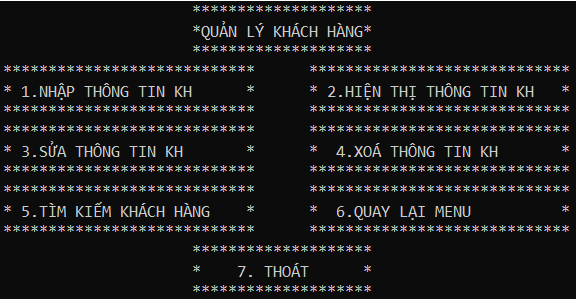 ********************
*QUẢN LÝ KHÁCH HÀNG*
********************
****************************      *****************************
* 1.NHẬP THÔNG TIN KH      *      * 2.HIỆN THỊ THÔNG TIN KH   *
****************************      *****************************
****************************      *****************************
* 3.SỬA THÔNG TIN KH       *      *  4.XOÁ THÔNG TIN KH       *
****************************      *****************************
****************************      *****************************
* 5.TÌM KIẾM KHÁCH HÀNG    *      *  6.QUAY LẠI MENU          *
****************************      *****************************
********************
*    7. THOÁT      *
********************